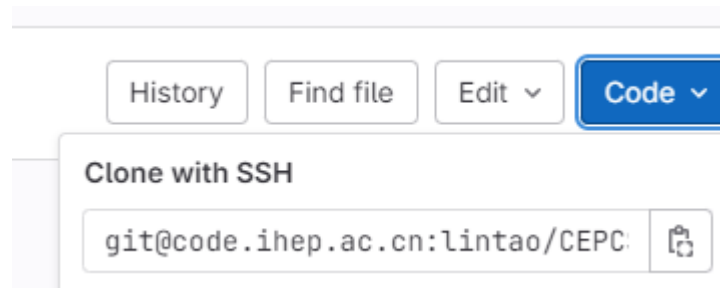 History Find file Edit Code
Clone with SSH
git@code.ihep.ac.cn:lintao/CEPC